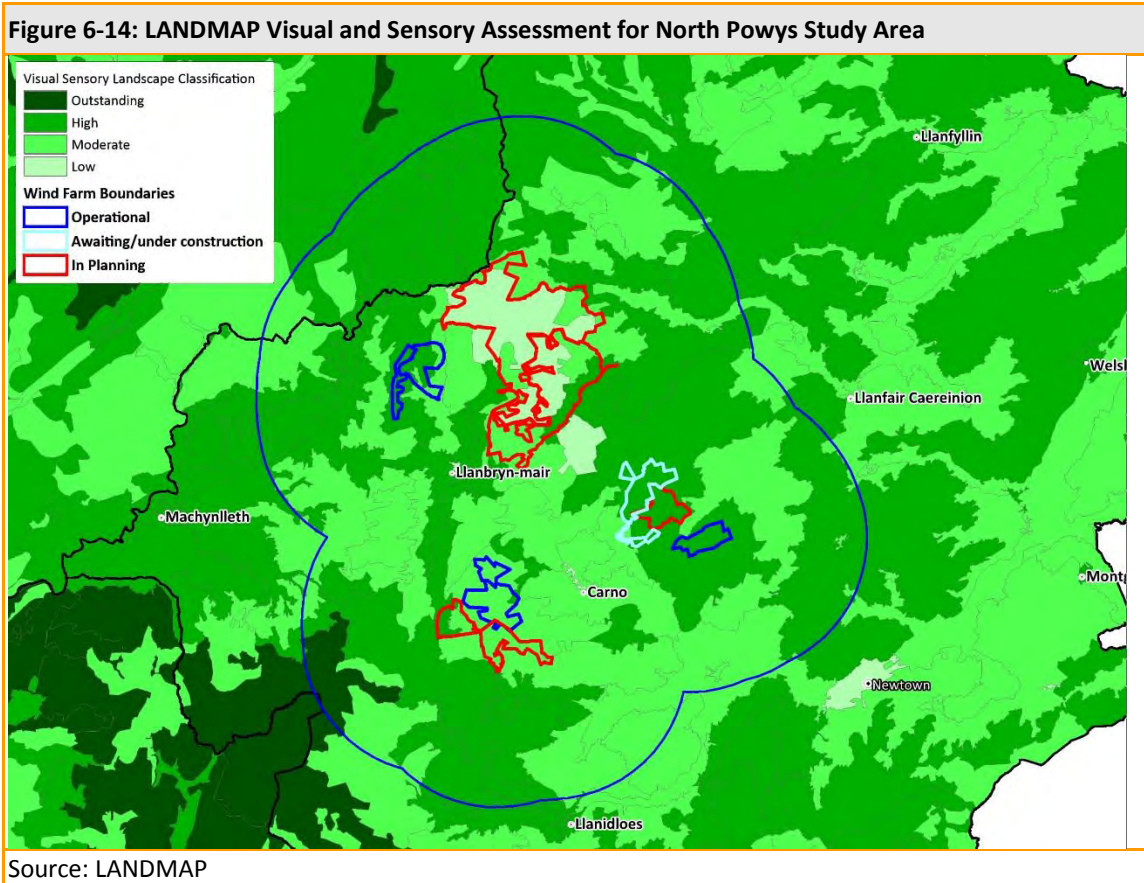 Figure 6-14: LANDMAP Visual and Sensory Assessment for North Powys Study Area
Visual Sensory Landscape Classification
Outstanding
High
Moderate
Low
Wind Farm Boundaries
Operational
Awaiting/under construction
In Planning
Llanfyllin
Welsh
Llanfair Caereinion
Llanbryn-mair
Machynlleth
Mont
Carno
Newtown
Llanidloes
Source: LANDMAP